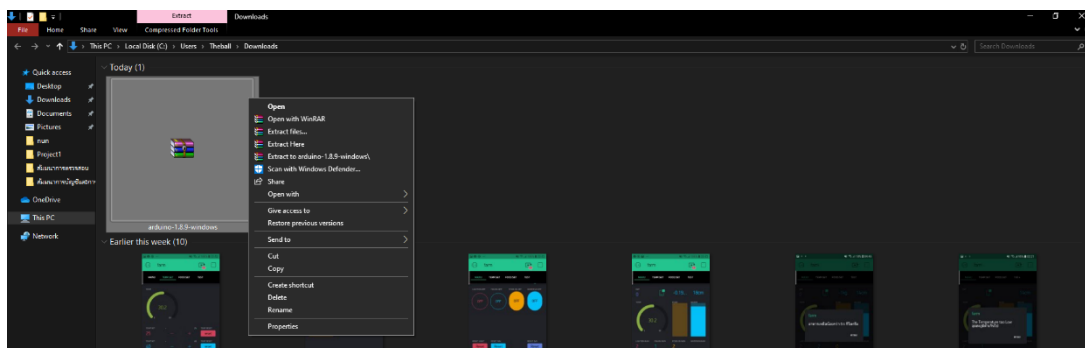 Extract
Downloads
File
Home
Share
View
Compressed Folder Tools
This PC
Local Disk (C:)
Users
Theball
Downloads
Search Downloads
Quick access
Desktop
Downloads
Documents
Pictures
nun
Project1
OneDrive
This PC
Network
Today (1)
arduino-1.8.9-windows
Earlier this week (10)
Open
Open with WinRAR
Extract files...
Extract Here
Extract to arduino-1.8.9-windows\
Scan with Windows Defender...
Share
Open with
Give access to
Restore previous versions
Send to
Cut
Copy
Create shortcut
Delete
Rename
Properties